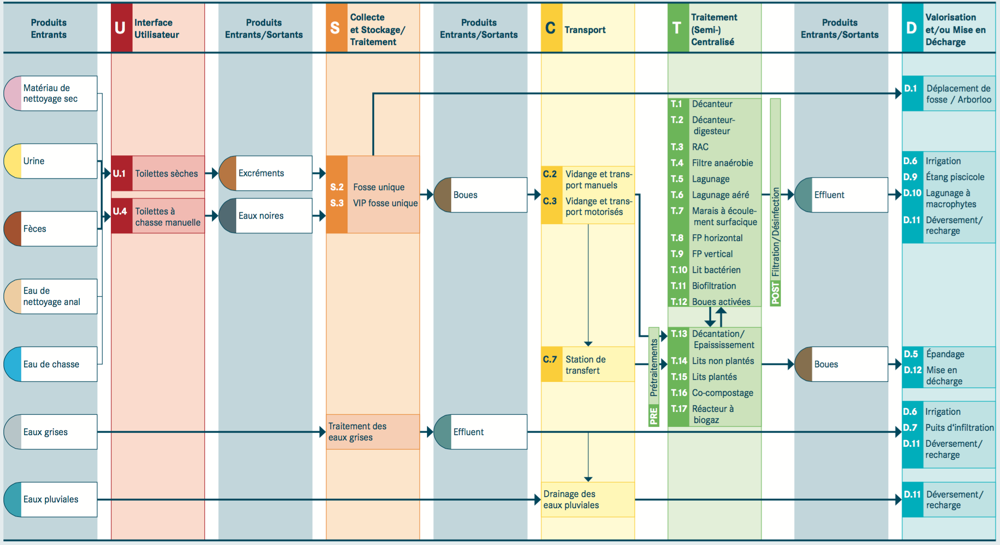 Produits
Entrants
U
Interface
Utilisateur
Produits
Entrants/Sortants
S
Collecte
et Stockage/
Traitement
Produits
Entrants/Sortants
C
Transport
T
Traitement
(Semi-)
Centralisé
Produits
Entrants/Sortants
D
Valorisation
et/ou Mise en
Décharge
Matériau de
nettoyage sec
Urine
Fèces
Eau de
nettoyage anal
Eau de chasse
Eaux grises
Eaux pluviales
U.1 Toilettes sèches
U.4 Toilettes à
chasse manuelle
Excréments
Eaux noires
S.2 Fosse unique
S.3 VIP fosse unique
Traitement des
eaux grises
Boues
Effluent
C.2 Vidange et trans-
port manuels
C.3 Vidange et trans-
port motorisés
C.7 Station de
transfert
Drainage des
eaux pluviales
PRE Prétraitements
T.1 Décanteur
T.2 Décanteur-
digesteur
T.3 RAC
T.4 Filtre anaérobie
T.5 Lagunage
T.6 Lagunage aéré
T.7 Marais à écoule-
ment surfacique
T.8 FP horizontal
T.9 FP vertical
T.10 Lit bactérien
T.11 Biofiltration
T.12 Boues activées
T.13 Décantation/
Epaississement
T.14 Lits non plantés
T.15 Lits plantés
T.16 Co-compostage
T.17 Réacteur à
biogaz
POST Filtration/Désinfection
Effluent
Boues
D.1 Déplacement de
fosse / Arborloo
D.6 Irrigation
D.9 Étang piscicole
D.10 Lagunage à
macrophytes
D.11 Déversement/
recharge
D.5 Épandage
D.12 Mise en
décharge
D.6 Irrigation
D.7 Puits d‘infiltration
D.11 Déversement/
recharge
D.11 Déversement/
recharge